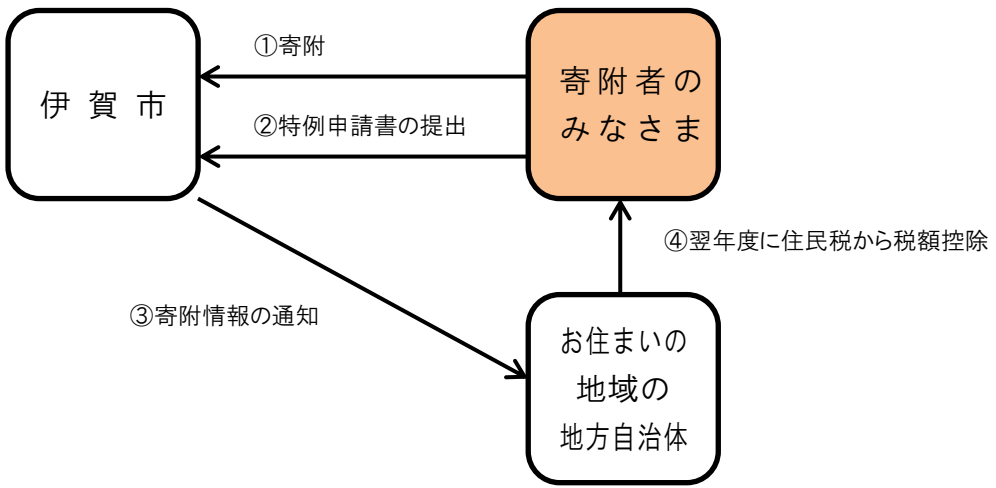 ①寄附
伊賀市
寄附者の
みなさま
②特例申請書の提出
④翌年度に住民税から税額控除
③寄附情報の通知
お住まいの
地域の
地方自治体